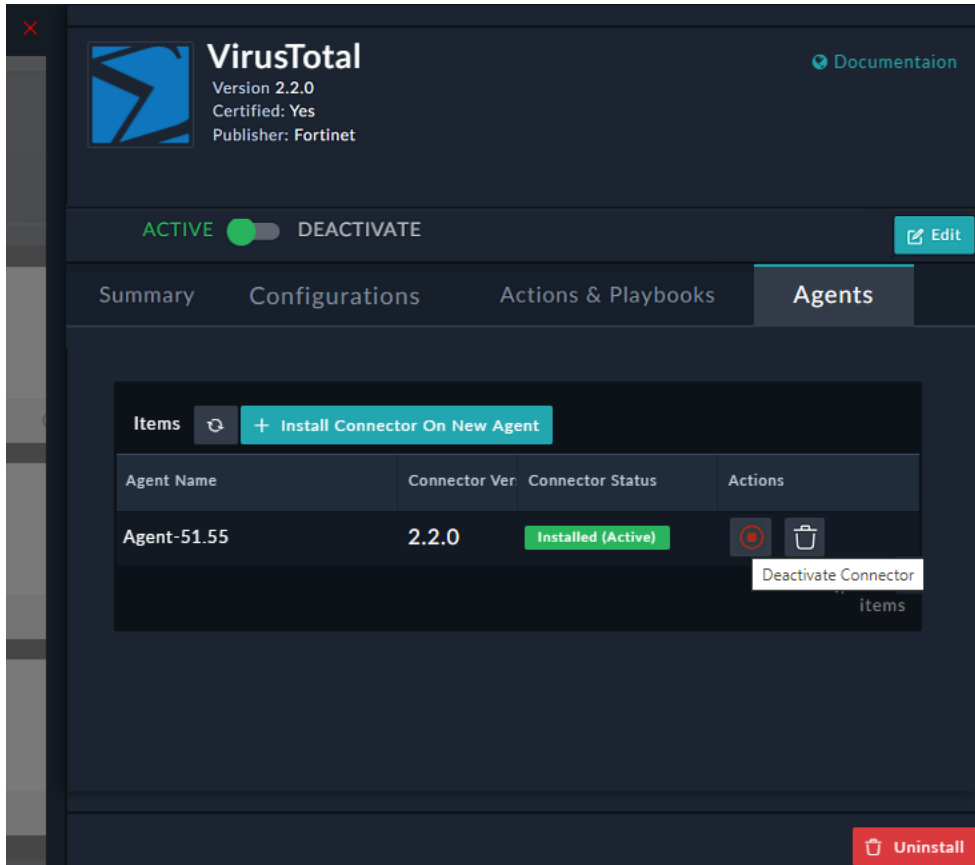 VirusTotal
Version 2.2.0
Certified: Yes
Publisher: Fortinet
Documentaion
ACTIVE DEACTIVATE
Edit
Summary Configurations Actions & Playbooks Agents
Items + Install Connector On New Agent
Agent Name Connector Ver Connector Status Actions
Agent-51.55 2.2.0 Installed (Active)
Deactivate Connector
items
Uninstall